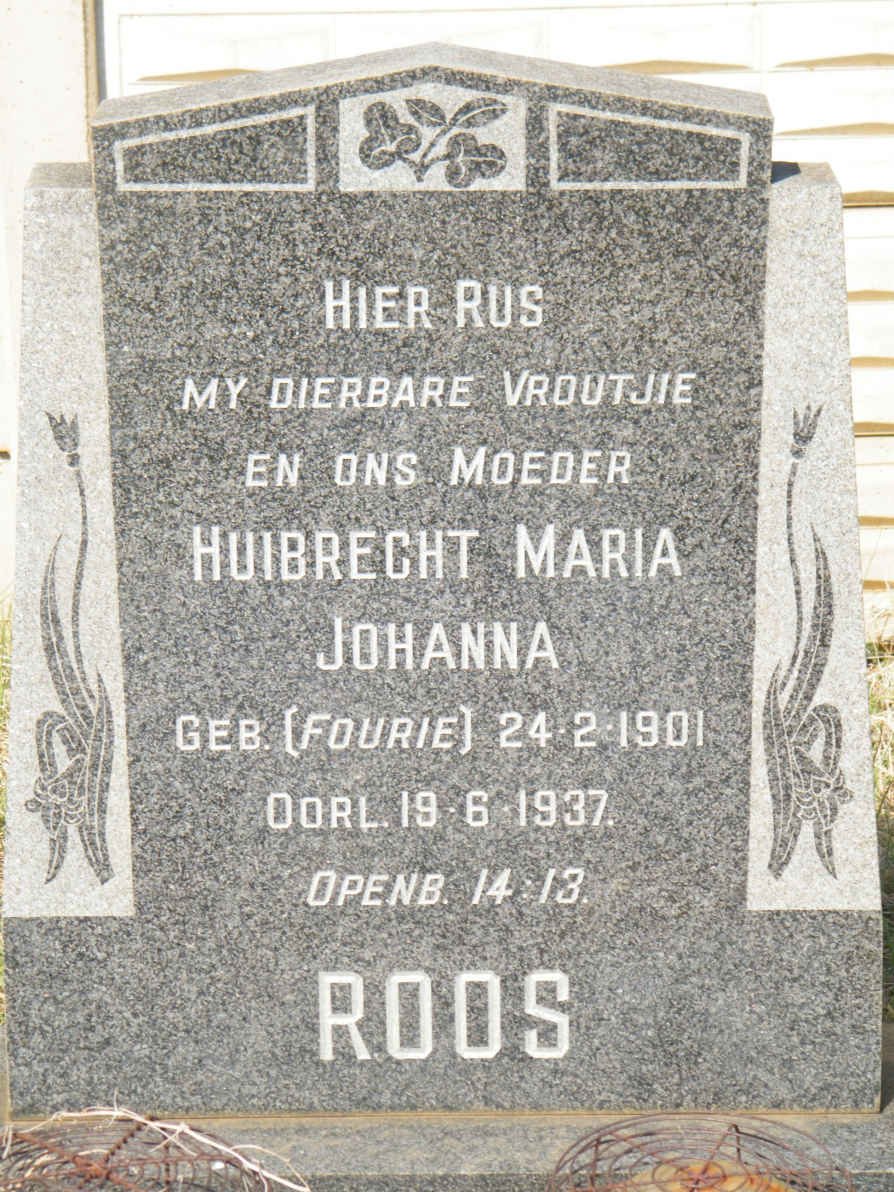 HIER RUS
MY DIERBARE VROUTJIE
EN ONS MOEDER
HUIBRECHT MARIA
JOHANNA
GEB. (FOURIE) 24·2·1901
OORL. 19·6·1937.
OPENB. 14:13.
ROOS